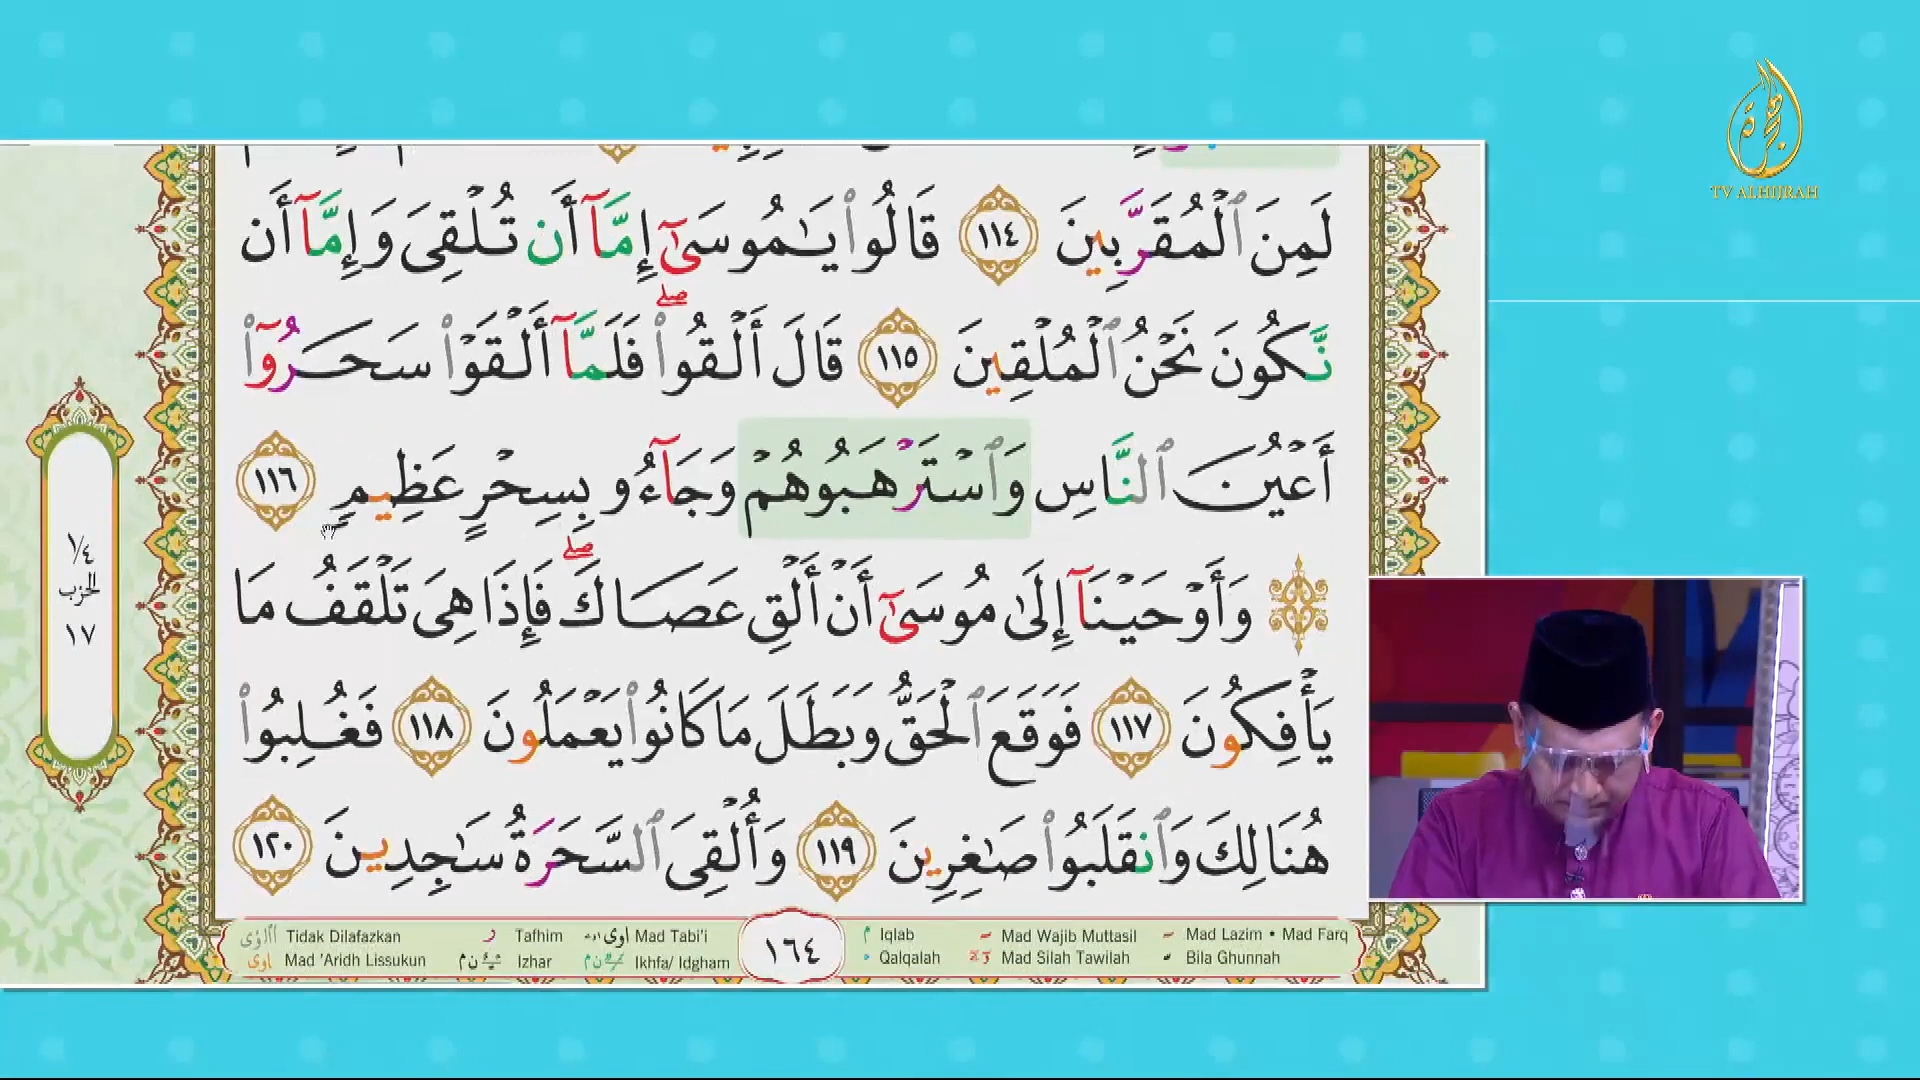 لَمِنَ ٱلْمُقَرَّبِينَ ١١٤ قَالُوا۟ يَـٰمُوسَىٰٓ إِمَّآ أَن تُلْقِىَ وَإِمَّآ أَن
نَّكُونَ نَحْنُ ٱلْمُلْقِينَ ١١٥ قَالَ أَلْقُوا۟ ۖ فَلَمَّآ أَلْقَوْا۟ سَحَرُوٓا۟
أَعْيُنَ ٱلنَّاسِ وَٱسْتَرْهَبُوهُمْ وَجَآءُو بِسِحْرٍ عَظِيمٍ ١١٦
وَأَوْحَيْنَآ إِلَىٰ مُوسَىٰٓ أَنْ أَلْقِ عَصَاكَ ۖ فَإِذَا هِىَ تَلْقَفُ مَا
يَأْفِكُونَ ١١٧ فَوَقَعَ ٱلْحَقُّ وَبَطَلَ مَا كَانُوا۟ يَعْمَلُونَ ١١٨ فَغُلِبُوا۟
هُنَالِكَ وَٱنقَلَبُوا۟ صَـٰغِرِينَ ١١٩ وَأُلْقِىَ ٱلسَّحَرَةُ سَـٰجِدِينَ ١٢٠
١/٤
الحزب
١٧
Tidak Dilafazkan Tafhim Mad Tabi'i ١٦٤ Iqlab Mad Wajib Muttasil Mad Lazim • Mad Farq
Mad 'Aridh Lissukun Izhar Ikhfa/ Idgham Qalqalah Mad Silah Tawilah Bila Ghunnah
TV ALHIJRAH